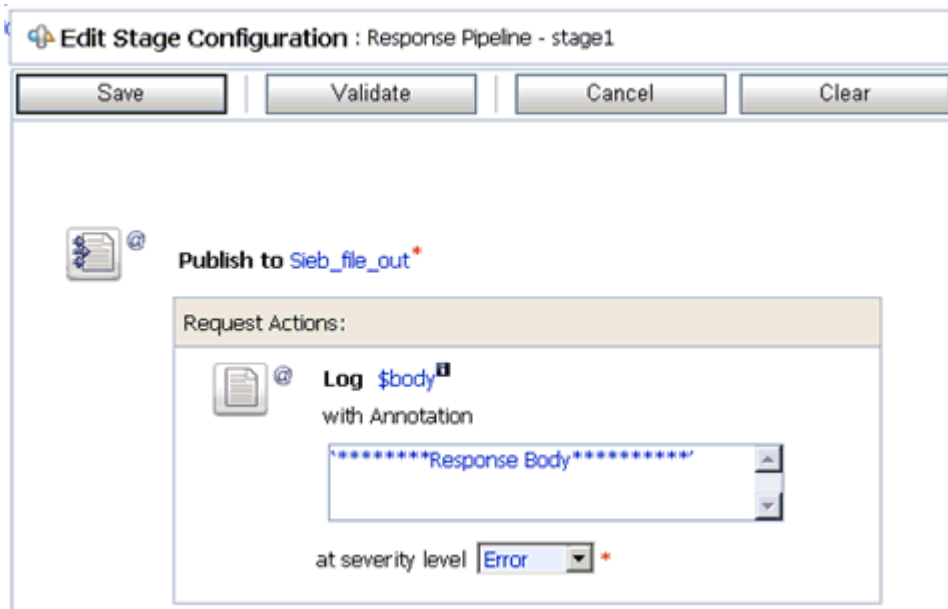 Edit Stage Configuration : Response Pipeline - stage1
Save Validate Cancel Clear
@
Publish to Sieb_file_out*
Request Actions:
@ Log $body
with Annotation
'********Response Body**********'
at severity level Error *